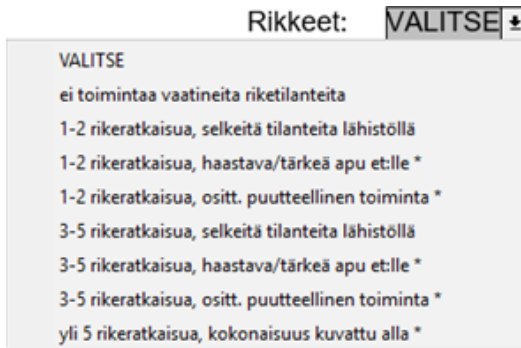 Rikkeet: VALITSE
VALITSE
ei toimintaa vaatineita riketilanteita
1-2 rikeratkaisua, selkeitä tilanteita lähistöllä
1-2 rikeratkaisua, haastava/tärkeä apu et:lle *
1-2 rikeratkaisua, ositt. puutteellinen toiminta *
3-5 rikeratkaisua, selkeitä tilanteita lähistöllä
3-5 rikeratkaisua, haastava/tärkeä apu et:lle *
3-5 rikeratkaisua, ositt. puutteellinen toiminta *
yli 5 rikeratkaisua, kokonaisuus kuvattu alla *